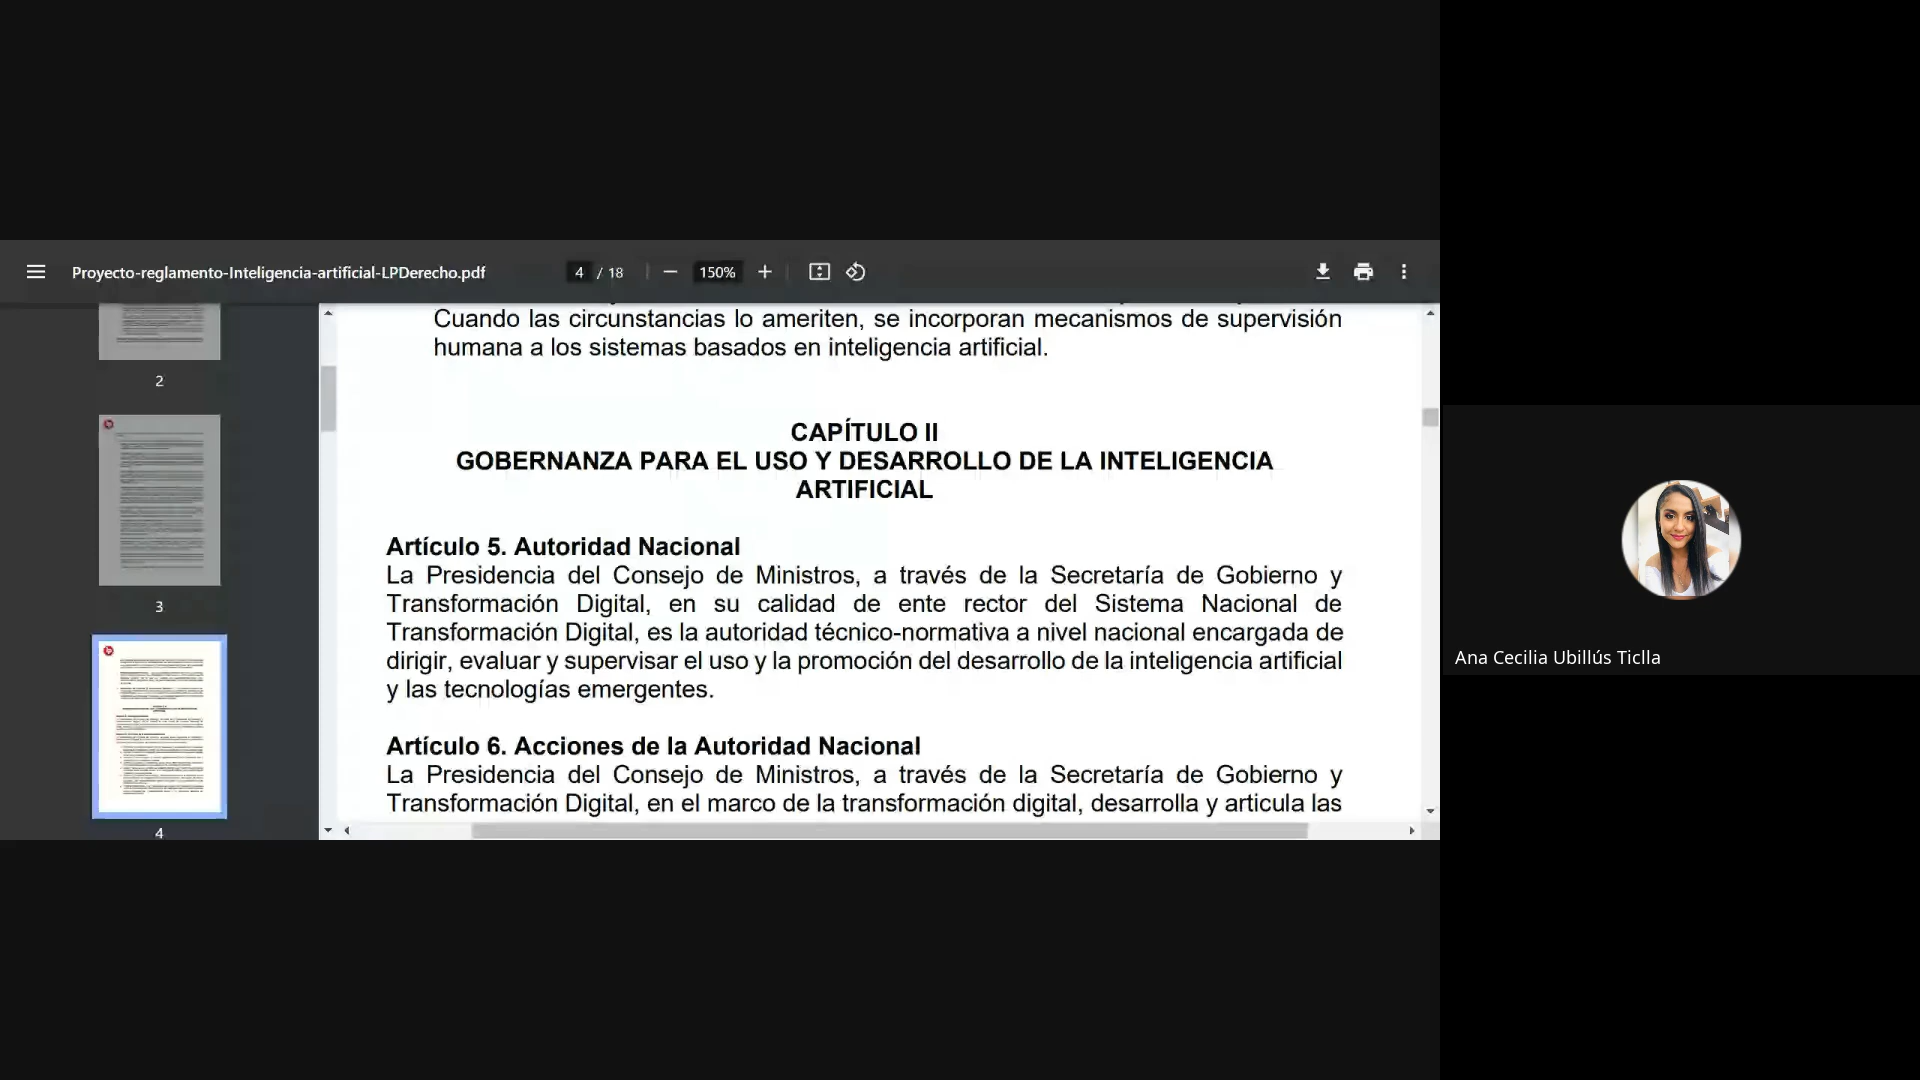 Proyecto-reglamento-Inteligencia-artificial-LPDerecho.pdf
4 / 18
150%
2
3
4
Cuando las circunstancias lo ameriten, se incorporan mecanismos de supervisión
humana a los sistemas basados en inteligencia artificial.
CAPÍTULO II
GOBERNANZA PARA EL USO Y DESARROLLO DE LA INTELIGENCIA
ARTIFICIAL
Artículo 5. Autoridad Nacional
La Presidencia del Consejo de Ministros, a través de la Secretaría de Gobierno y
Transformación Digital, en su calidad de ente rector del Sistema Nacional de
Transformación Digital, es la autoridad técnico-normativa a nivel nacional encargada de
dirigir, evaluar y supervisar el uso y la promoción del desarrollo de la inteligencia artificial
y las tecnologías emergentes.
Artículo 6. Acciones de la Autoridad Nacional
La Presidencia del Consejo de Ministros, a través de la Secretaría de Gobierno y
Transformación Digital, en el marco de la transformación digital, desarrolla y articula las
Ana Cecilia Ubillús Ticlla